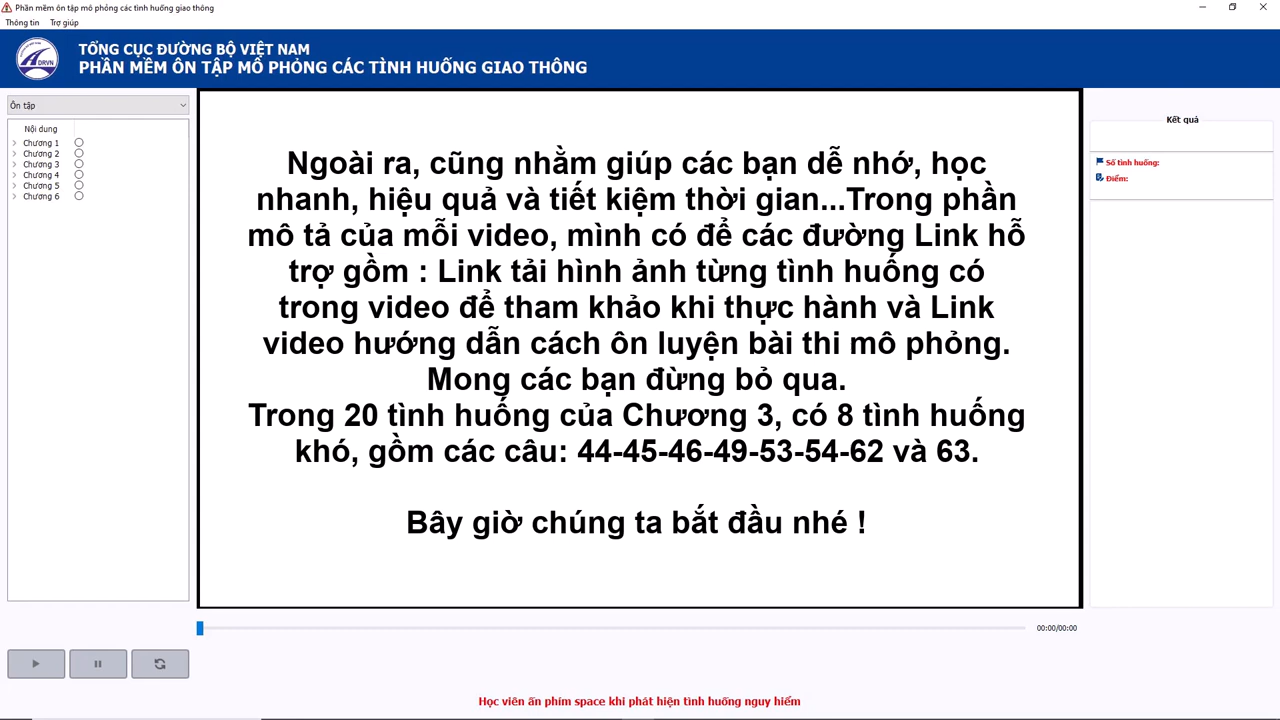 Phần mềm ôn tập mô phỏng các tình huống giao thông
Thông tin Trợ giúp
TỔNG CỤC ĐƯỜNG BỘ VIỆT NAM
PHẦN MỀM ÔN TẬP MÔ PHỎNG CÁC TÌNH HUỐNG GIAO THÔNG
DRVN
Ôn tập
Nội dung
Chương 1
Chương 2
Chương 3
Chương 4
Chương 5
Chương 6
Ngoài ra, cũng nhằm giúp các bạn dễ nhớ, học
nhanh, hiệu quả và tiết kiệm thời gian...Trong phần
mô tả của mỗi video, mình có để các đường Link hỗ
trợ gồm : Link tải hình ảnh từng tình huống có
trong video để tham khảo khi thực hành và Link
video hướng dẫn cách ôn luyện bài thi mô phỏng.
Mong các bạn đừng bỏ qua.
Trong 20 tình huống của Chương 3, có 8 tình huống
khó, gồm các câu: 44-45-46-49-53-54-62 và 63.
Bây giờ chúng ta bắt đầu nhé !
Kết quả
Số tình huống:
Điểm:
00:00/00:00
Học viên ấn phím space khi phát hiện tình huống nguy hiểm